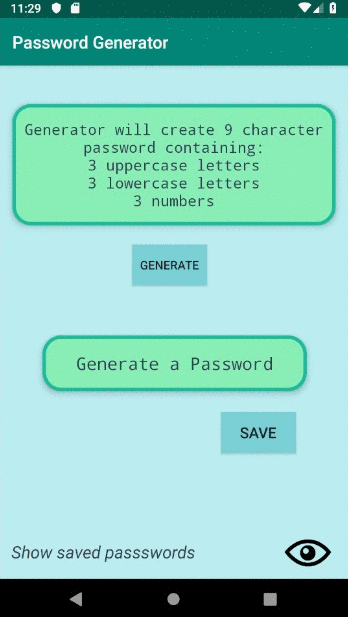 11:29
Password Generator
Generator will create 9 character
password containing:
3 uppercase letters
3 lowercase letters
3 numbers
GENERATE
Generate a Password
SAVE
Show saved passswords